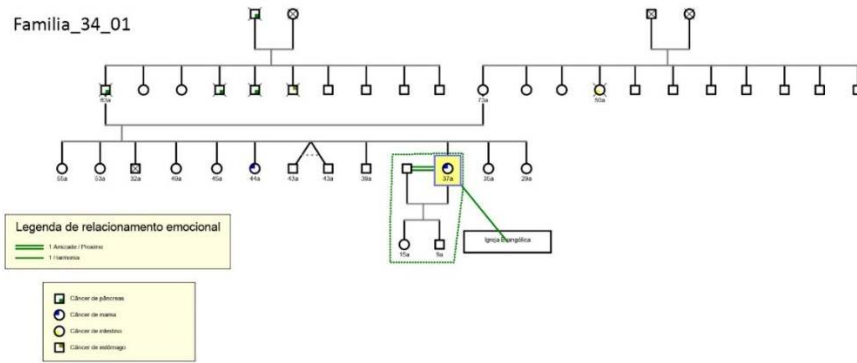 Familia_34_01
83a
73a
50a
55a
53a
32a
49a
45a
44a
43a
43a
39a
37a
35a
29a
Legenda de relacionamento emocional
1 Amizade / Próximo
1 Harmonia
Igreja Evangélica
15a
9a
Câncer de pâncreas
Câncer de mama
Câncer de intestino
Câncer de estômago